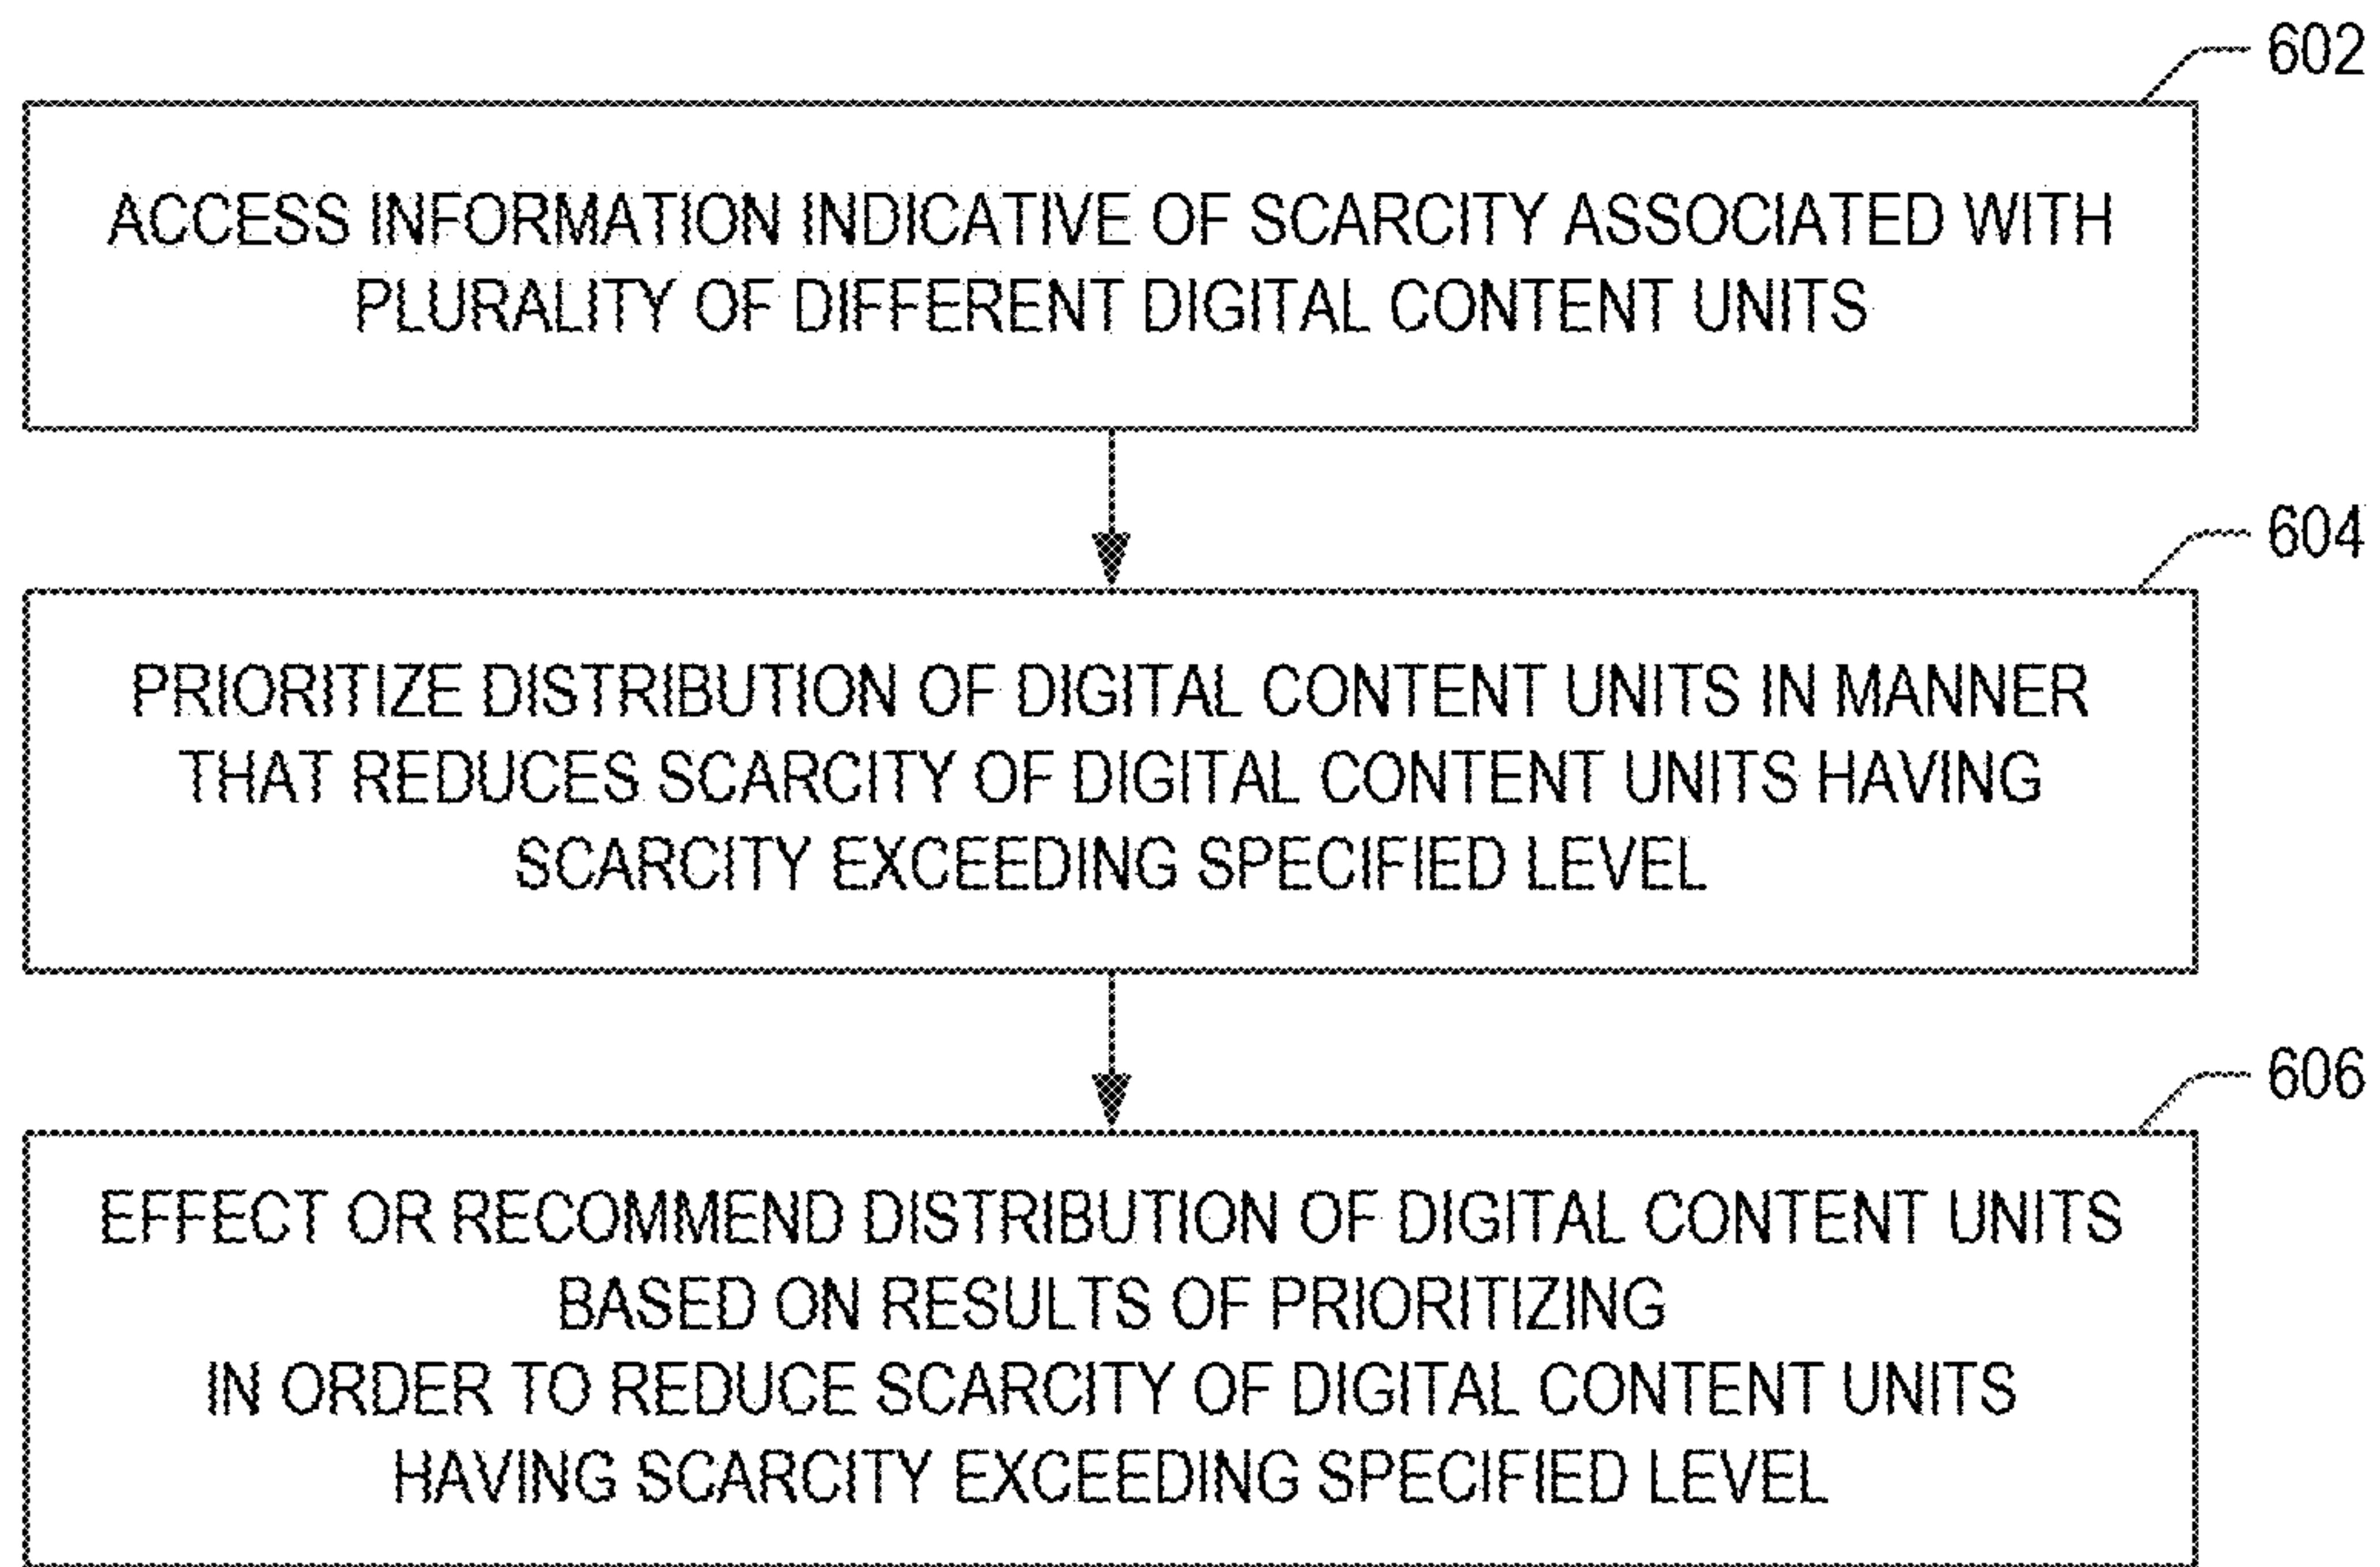 602
ACCESS INFORMATION INDICATIVE OF SCARCITY ASSOCIATED WITH
PLURALITY OF DIFFERENT DIGITAL CONTENT UNITS
604
PRIORITIZE DISTRIBUTION OF DIGITAL CONTENT UNITS IN MANNER
THAT REDUCES SCARCITY OF DIGITAL CONTENT UNITS HAVING
SCARCITY EXCEEDING SPECIFIED LEVEL
606
EFFECT OR RECOMMEND DISTRIBUTION OF DIGITAL CONTENT UNITS
BASED ON RESULTS OF PRIORITIZING
IN ORDER TO REDUCE SCARCITY OF DIGITAL CONTENT UNITS
HAVING SCARCITY EXCEEDING SPECIFIED LEVEL